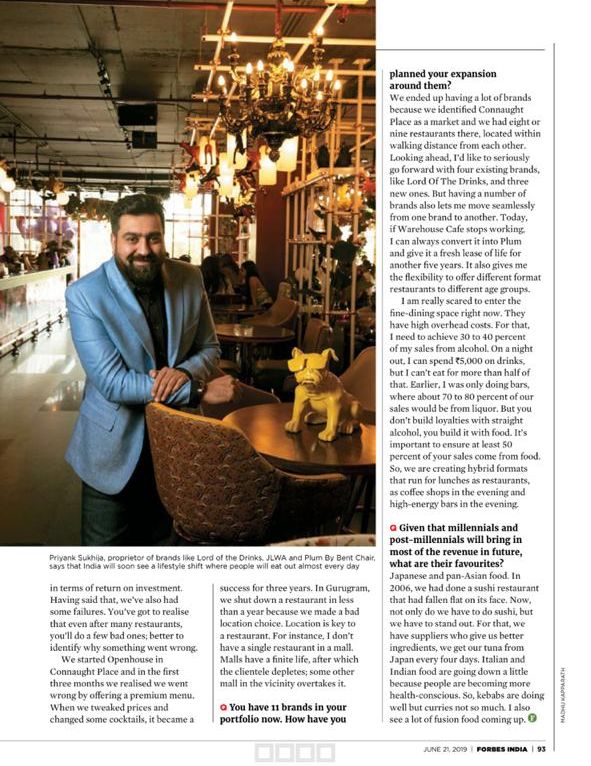 Priyank Sukhija, proprietor of brands like Lord of the Drinks, JLWA and Plum By Bent Chair,
says that India will soon see a lifestyle shift where people will eat out almost every day
in terms of return on investment.
Having said that, we've also had
some failures. You've got to realise
that even after many restaurants,
you'll do a few bad ones; better to
identify why something went wrong.
We started Openhouse in
Connaught Place and in the first
three months we realised we went
wrong by offering a premium menu.
When we tweaked prices and
changed some cocktails, it became a
success for three years. In Gurugram,
we shut down a restaurant in less
than a year because we made a bad
location choice. Location is key to
a restaurant. For instance, I don't
have a single restaurant in a mall.
Malls have a finite life, after which
the clientele depletes; some other
mall in the vicinity overtakes it.
Q You have 11 brands in your
portfolio now. How have you
planned your expansion
around them?
We ended up having a lot of brands
because we identified Connaught
Place as a market and we had eight or
nine restaurants there, located within
walking distance from each other.
Looking ahead, I'd like to seriously
go forward with four existing brands,
like Lord Of The Drinks, and three
new ones. But having a number of
brands also lets me move seamlessly
from one brand to another. Today,
if Warehouse Cafe stops working,
I can always convert it into Plum
and give it a fresh lease of life for
another five years. It also gives me
the flexibility to offer different format
restaurants to different age groups.
I am really scared to enter the
fine-dining space right now. They
have high overhead costs. For that,
I need to achieve 30 to 40 percent
of my sales from alcohol. On a night
out, I can spend ₹5,000 on drinks,
but I can't eat for more than half of
that. Earlier, I was only doing bars,
where about 70 to 80 percent of our
sales would be from liquor. But you
don't build loyalties with straight
alcohol, you build it with food. It's
important to ensure at least 50
percent of your sales come from food.
So, we are creating hybrid formats
that run for lunches as restaurants,
as coffee shops in the evening and
high-energy bars in the evening.
Q Given that millennials and
post-millennials will bring in
most of the revenue in future,
what are their favourites?
Japanese and pan-Asian food. In
2006, we had done a sushi restaurant
that had fallen flat on its face. Now,
not only do we have to do sushi, but
we have to stand out. For that, we
have suppliers who give us better
ingredients, we get our tuna from
Japan every four days. Italian and
Indian food are going down a little
because people are becoming more
health-conscious. So, kebabs are doing
well but curries not so much. I also
see a lot of fusion food coming up. F
MADHU KAPPARATH
JUNE 21, 2019 | FORBES INDIA | 93